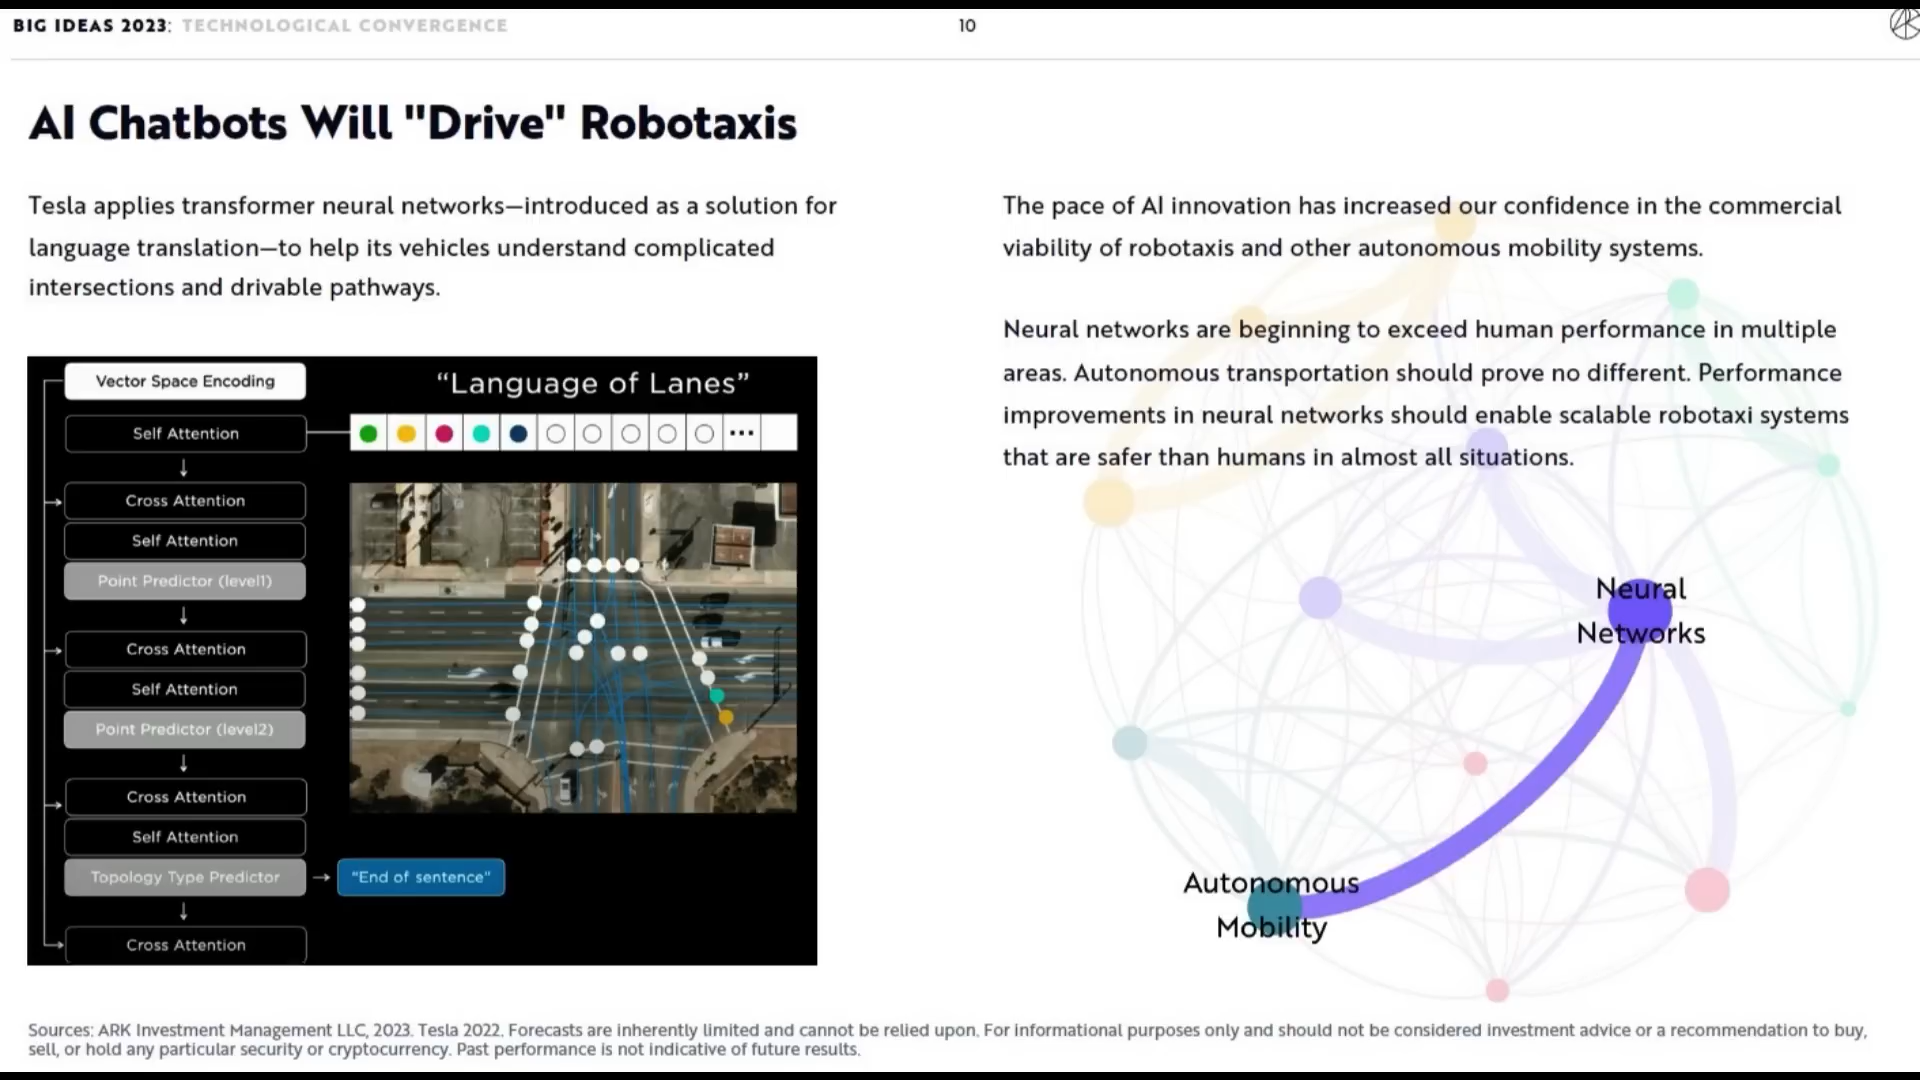 BIG IDEAS 2023: TECHNOLOGICAL CONVERGENCE
10
AI Chatbots Will "Drive" Robotaxis
Tesla applies transformer neural networks—introduced as a solution for
language translation—to help its vehicles understand complicated
intersections and drivable pathways.
Vector Space Encoding
Self Attention
Cross Attention
Self Attention
Point Predictor (level1)
Cross Attention
Self Attention
Point Predictor (level2)
Cross Attention
Self Attention
Topology Type Predictor
Cross Attention
“Language of Lanes”
...
“End of sentence”
The pace of AI innovation has increased our confidence in the commercial
viability of robotaxis and other autonomous mobility systems.
Neural networks are beginning to exceed human performance in multiple
areas. Autonomous transportation should prove no different. Performance
improvements in neural networks should enable scalable robotaxi systems
that are safer than humans in almost all situations.
Neural
Networks
Autonomous
Mobility
Sources: ARK Investment Management LLC, 2023. Tesla 2022. Forecasts are inherently limited and cannot be relied upon. For informational purposes only and should not be considered investment advice or a recommendation to buy,
sell, or hold any particular security or cryptocurrency. Past performance is not indicative of future results.